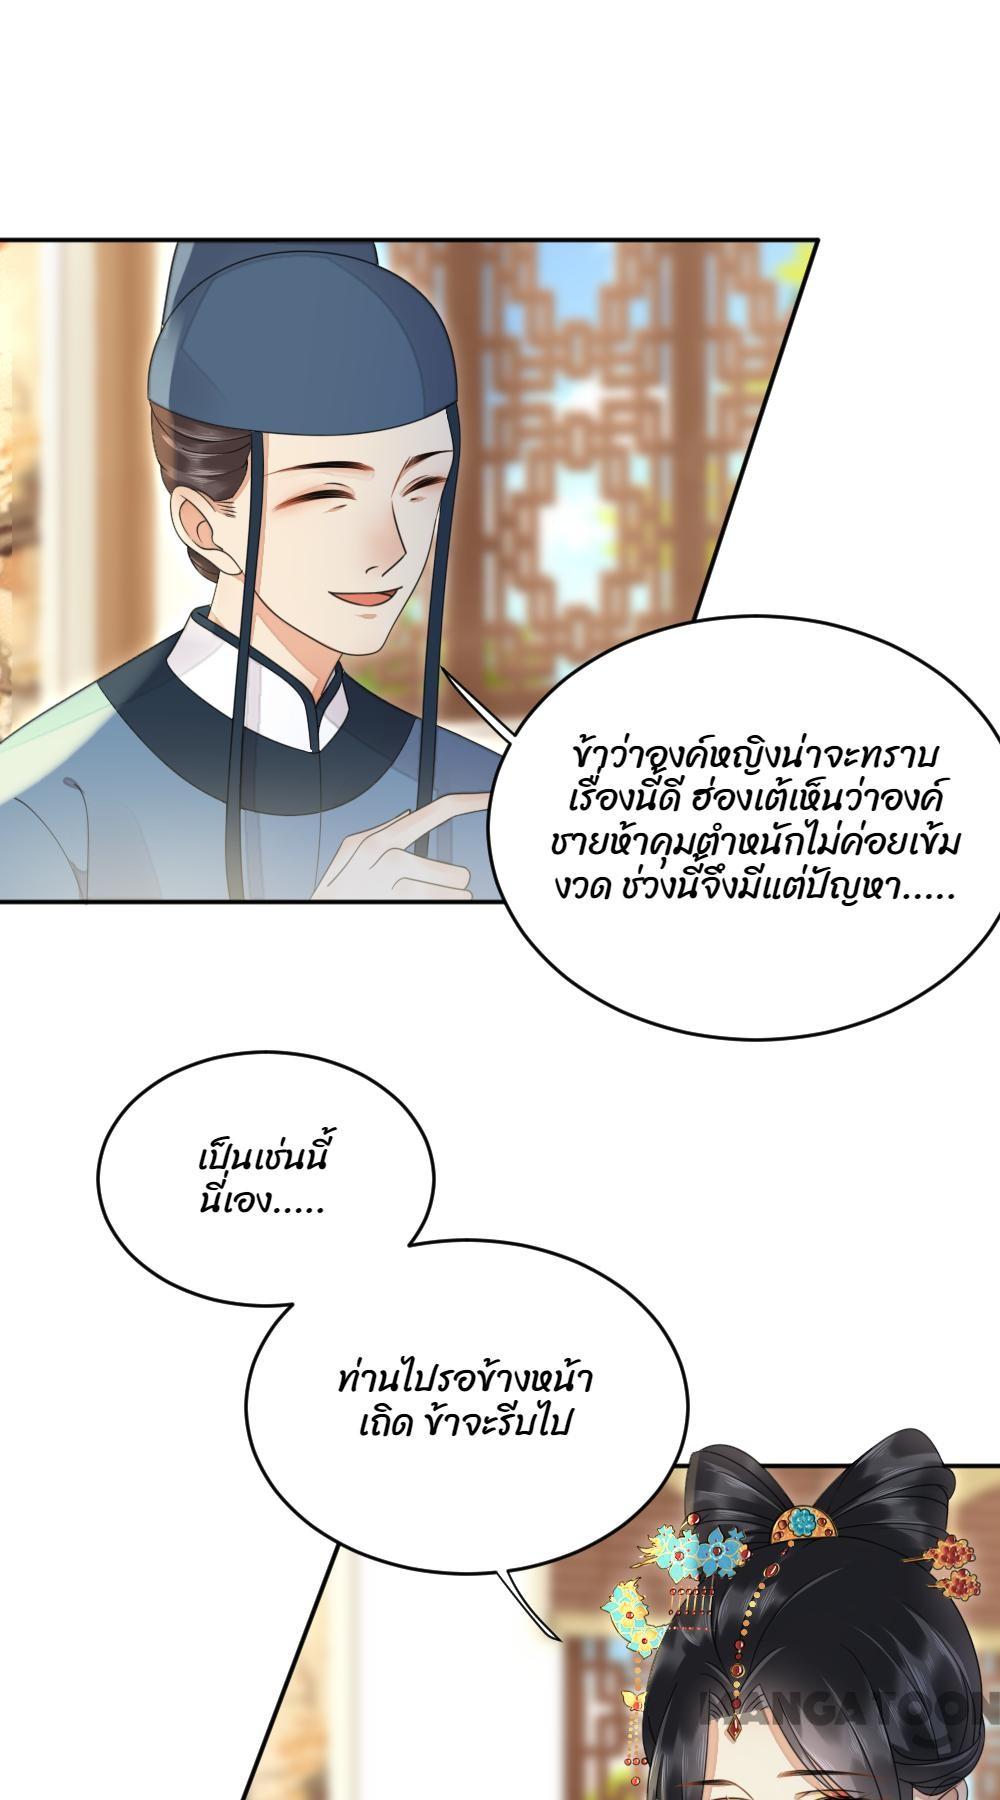 ข้าว่าองค์หญิงน่าจะทราบ
เรื่องนี้ดี ฮ่องเต้เห็นว่าองค์
ชายห้าคุมตำหนักไม่ค่อยเข้ม
งวด ช่วงนี้จึงมีแต่ปัญหา.....
เป็นเช่นนี้
นี่เอง.....
ท่านไปรอข้างหน้า
เถิด ข้าจะรีบไป
MANGATOON